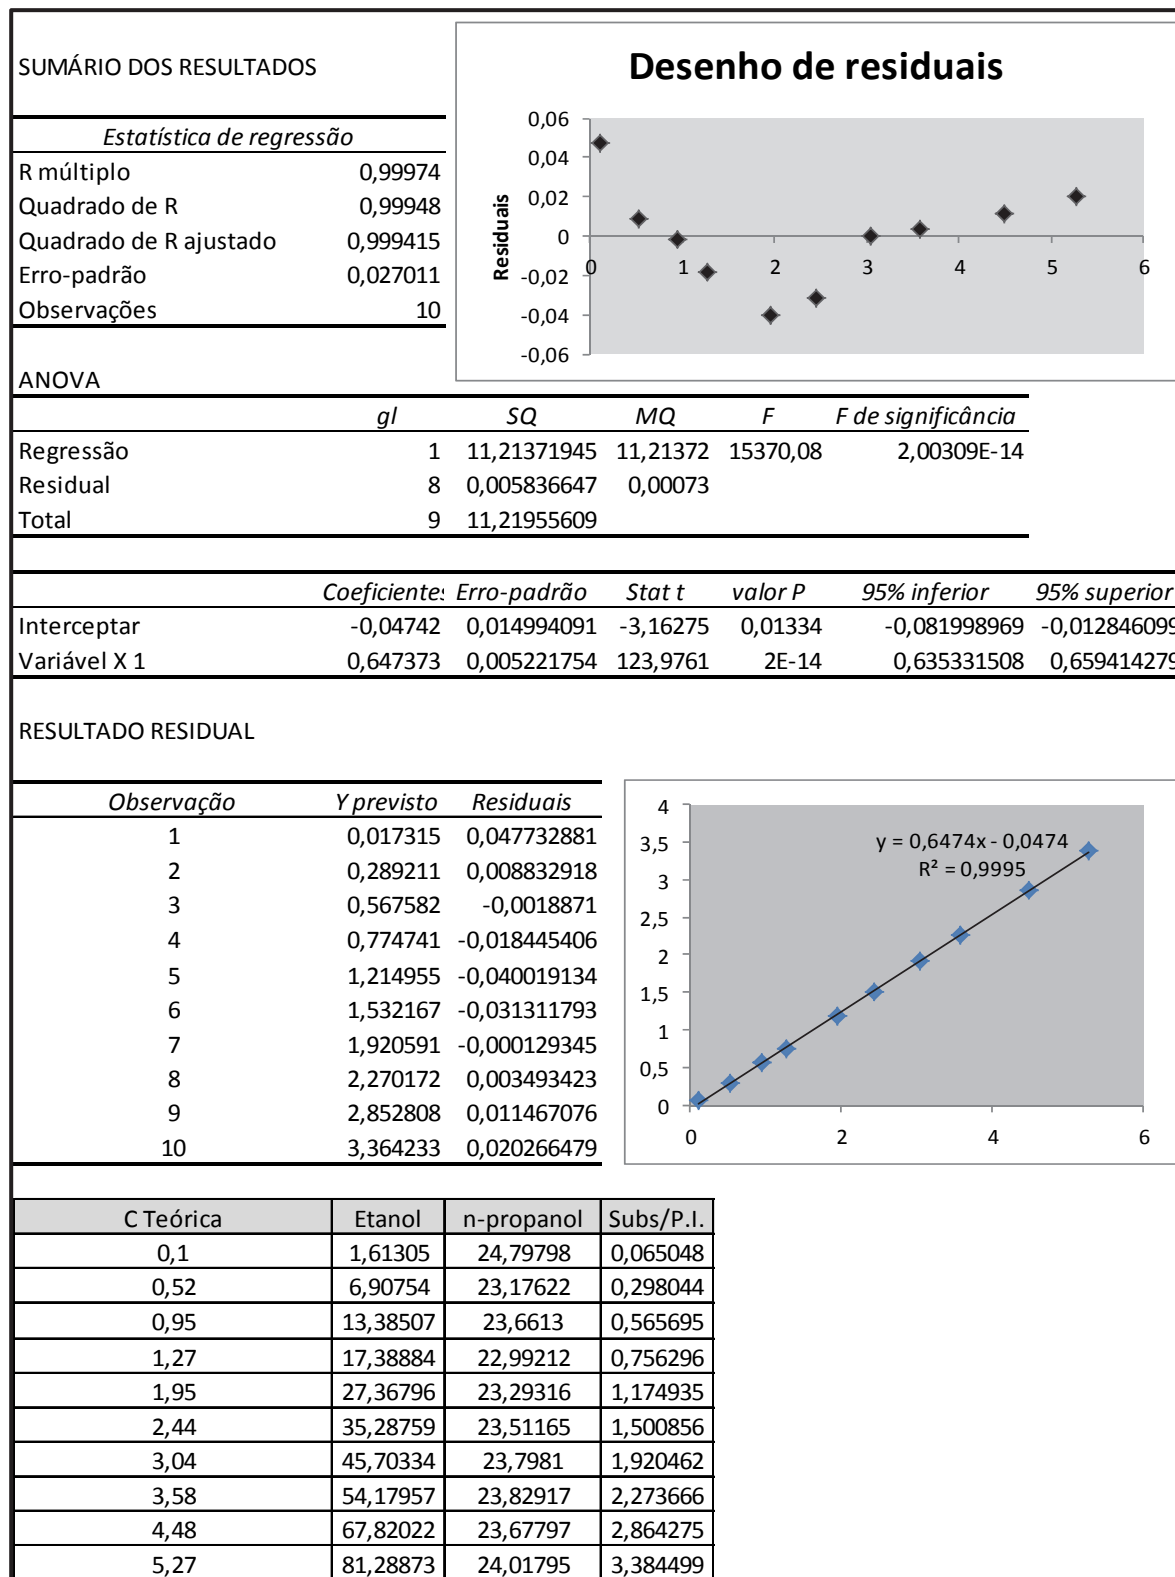 SUMÁRIO DOS RESULTADOS
Estatística de regressão
R múltiplo 0,99974
Quadrado de R 0,99948
Quadrado de R ajustado 0,999415
Erro-padrão 0,027011
Observações 10
Desenho de residuais
Residuais
0,06
0,04
0,02
0
-0,02
-0,04
-0,06
0 1 2 3 4 5 6
ANOVA
gl SQ MQ F F de significância
Regressão 1 11,21371945 11,21372 15370,08 2,00309E-14
Residual 8 0,005836647 0,00073
Total 9 11,21955609
Coeficientes Erro-padrão Stat t valor P 95% inferior 95% superior
Interceptar -0,04742 0,014994091 -3,16275 0,01334 -0,081998969 -0,012846099
Variável X 1 0,647373 0,005221754 123,9761 2E-14 0,635331508 0,659414279
RESULTADO RESIDUAL
Observação Y previsto Residuais
1 0,017315 0,047732881
2 0,289211 0,008832918
3 0,567582 -0,0018871
4 0,774741 -0,018445406
5 1,214955 -0,040019134
6 1,532167 -0,031311793
7 1,920591 -0,000129345
8 2,270172 0,003493423
9 2,852808 0,011467076
10 3,364233 0,020266479
4
3,5
3
2,5
2
1,5
1
0,5
0
0 2 4 6
y = 0,6474x - 0,0474
R² = 0,9995
C Teórica Etanol n-propanol Subs/P.I.
0,1 1,61305 24,79798 0,065048
0,52 6,90754 23,17622 0,298044
0,95 13,38507 23,6613 0,565695
1,27 17,38884 22,99212 0,756296
1,95 27,36796 23,29316 1,174935
2,44 35,28759 23,51165 1,500856
3,04 45,70334 23,7981 1,920462
3,58 54,17957 23,82917 2,273666
4,48 67,82022 23,67797 2,864275
5,27 81,28873 24,01795 3,384499